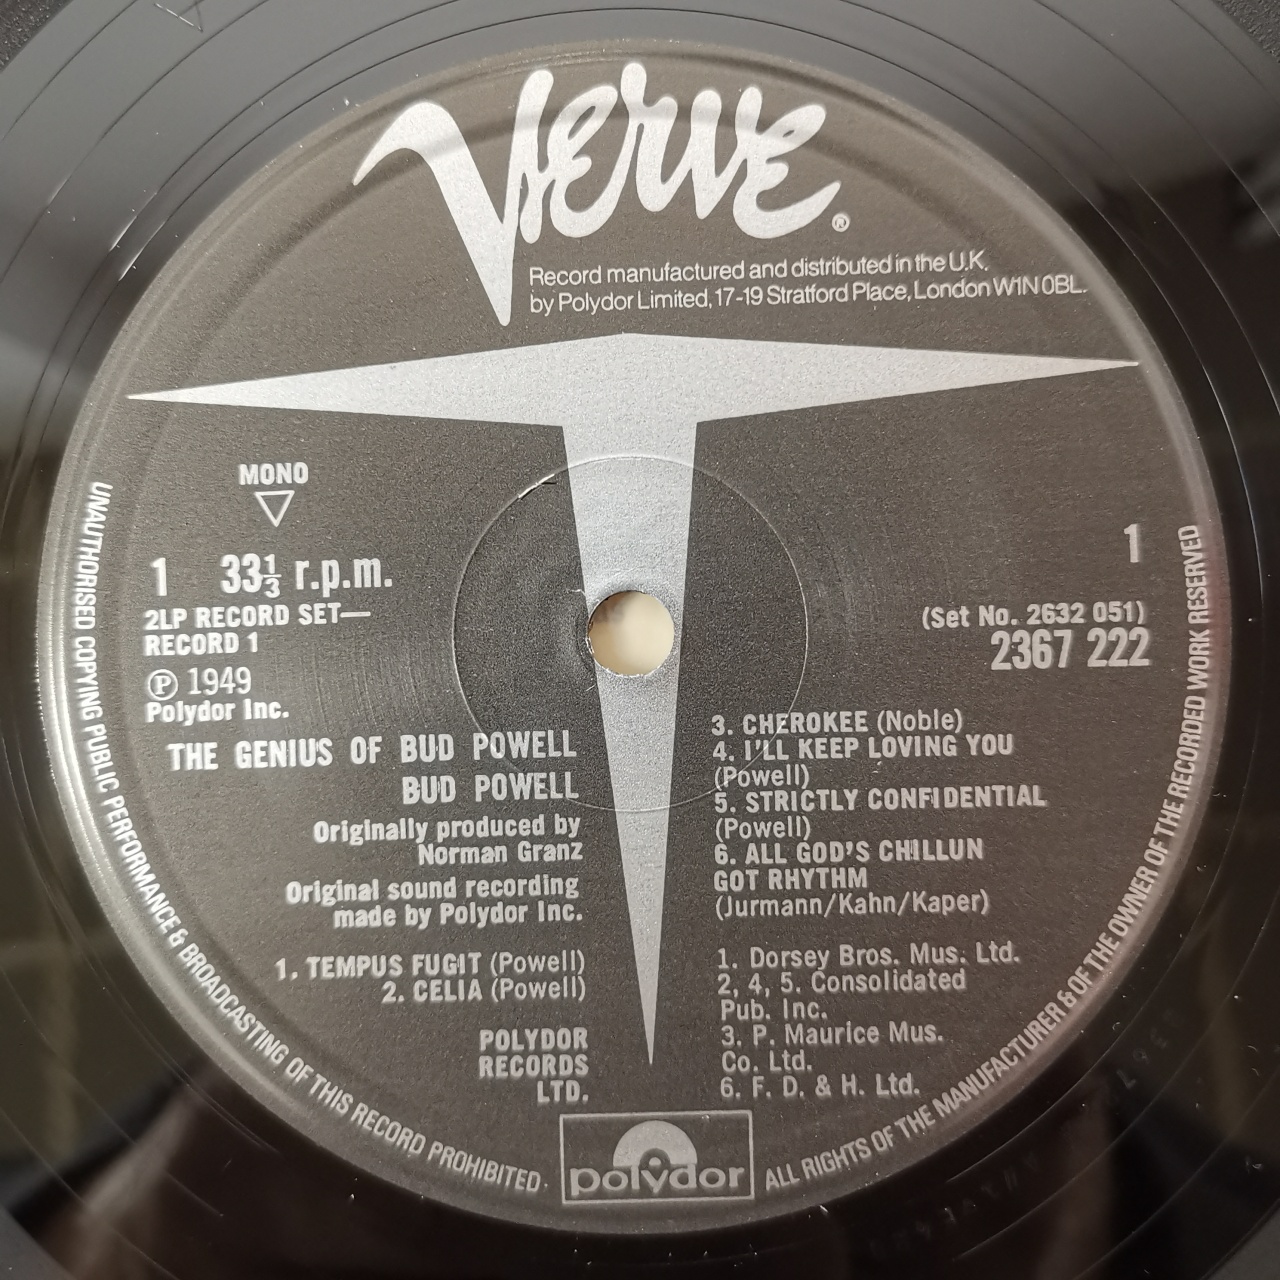 Verve®
Record manufactured and distributed in the U.K.
by Polydor Limited, 17-19 Stratford Place, London W1N 0BL.
MONO
1 33⅓ r.p.m.
2LP RECORD SET—
RECORD 1
℗ 1949
Polydor Inc.
1
(Set No. 2632 051)
2367 222
THE GENIUS OF BUD POWELL
BUD POWELL
Originally produced by
Norman Granz
Original sound recording
made by Polydor Inc.
1. TEMPUS FUGIT (Powell)
2. CELIA (Powell)
POLYDOR
RECORDS
LTD.
3. CHEROKEE (Noble)
4. I'LL KEEP LOVING YOU
(Powell)
5. STRICTLY CONFIDENTIAL
(Powell)
6. ALL GOD'S CHILLUN
GOT RHYTHM
(Jurmann/Kahn/Kaper)
1. Dorsey Bros. Mus. Ltd.
2, 4, 5. Consolidated
Pub. Inc.
3. P. Maurice Mus.
Co. Ltd.
6. F. D. & H. Ltd.
polydor
UNAUTHORISED COPYING PUBLIC PERFORMANCE & BROADCASTING OF THIS RECORD PROHIBITED·
ALL RIGHTS OF THE MANUFACTURER & OF THE OWNER OF THE RECORDED WORK RESERVED